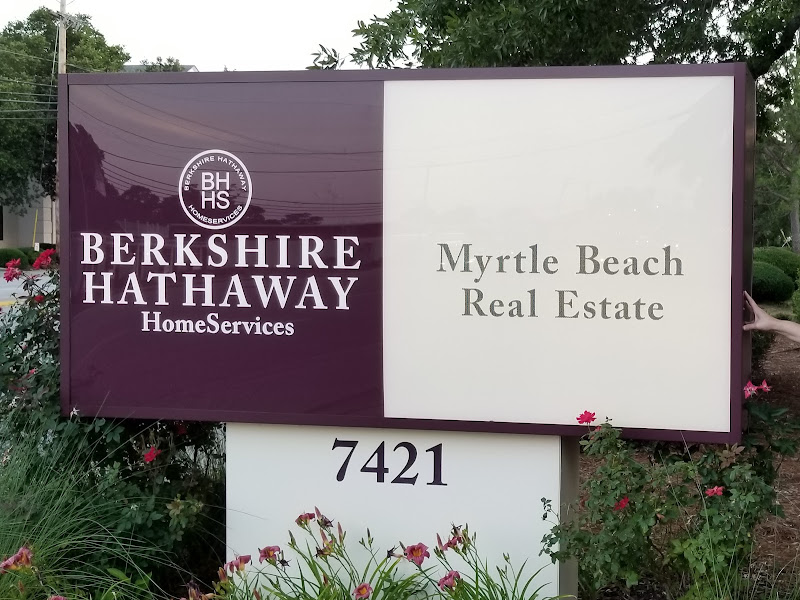 BERKSHIRE HATHAWAY
BH
HS
HOMESERVICES
BERKSHIRE
HATHAWAY
HomeServices
Myrtle Beach
Real Estate
7421